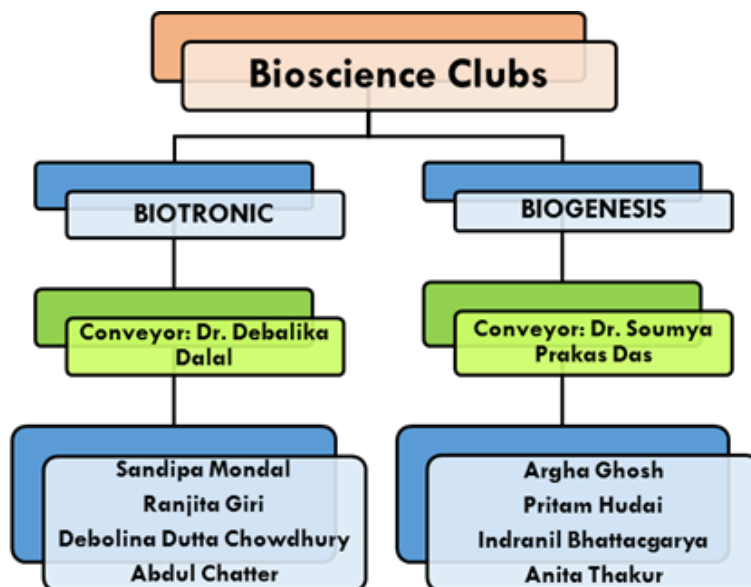 Bioscience Clubs
BIOTRONIC
Conveyor: Dr. Debalika
Dalal
Sandipa Mondal
Ranjita Giri
Debolina Dutta Chowdhury
Abdul Chatter
BIOGENESIS
Conveyor: Dr. Soumya
Prakas Das
Argha Ghosh
Pritam Hudai
Indranil Bhattacgarya
Anita Thakur